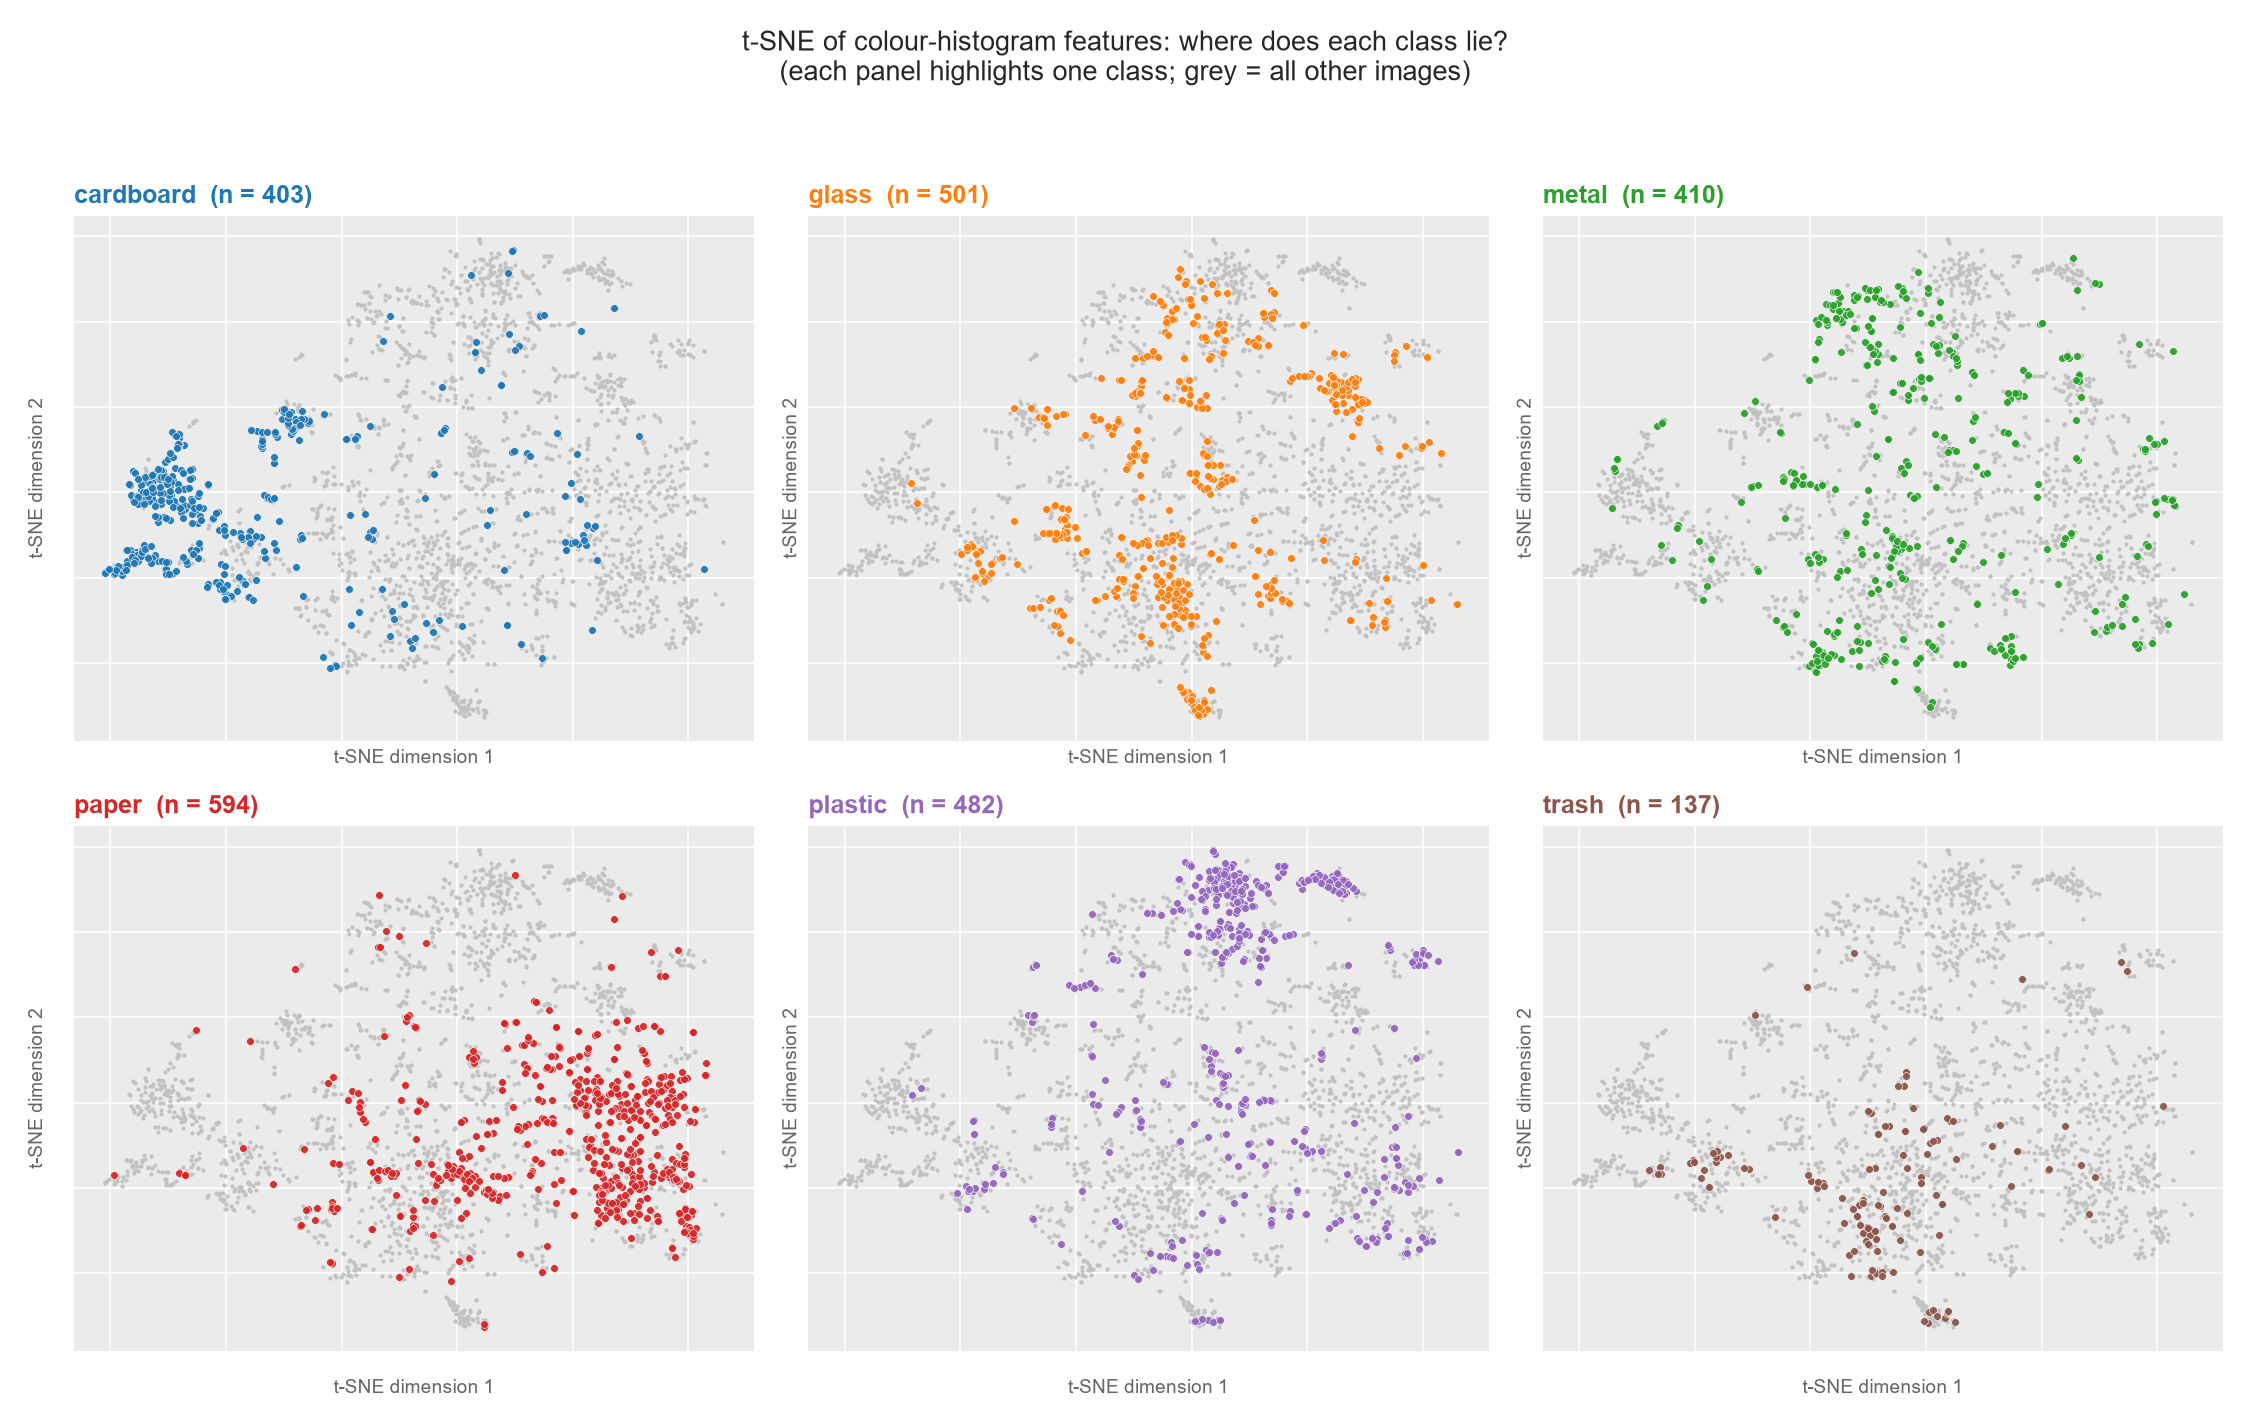 t-SNE of colour-histogram features: where does each class lie?
(each panel highlights one class; grey = all other images)
cardboard  (n = 403)
glass  (n = 501)
metal  (n = 410)
t-SNE dimension 2
t-SNE dimension 2
t-SNE dimension 2
t-SNE dimension 1
t-SNE dimension 1
t-SNE dimension 1
paper  (n = 594)
plastic  (n = 482)
trash  (n = 137)
t-SNE dimension 2
t-SNE dimension 2
t-SNE dimension 2
t-SNE dimension 1
t-SNE dimension 1
t-SNE dimension 1